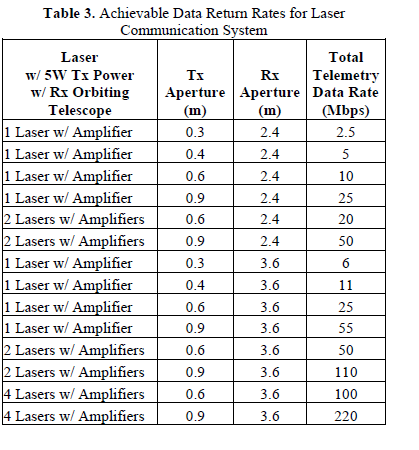 Table 3. Achievable Data Return Rates for Laser
Communication System
Laser
w/ 5W Tx Power
w/ Rx Orbiting
Telescope
Tx
Aperture
(m)
Rx
Aperture
(m)
Total
Telemetry
Data Rate
(Mbps)
1 Laser w/ Amplifier 0.3 2.4 2.5
1 Laser w/ Amplifier 0.4 2.4 5
1 Laser w/ Amplifier 0.6 2.4 10
1 Laser w/ Amplifier 0.9 2.4 25
2 Lasers w/ Amplifiers 0.6 2.4 20
2 Lasers w/ Amplifiers 0.9 2.4 50
1 Laser w/ Amplifier 0.3 3.6 6
1 Laser w/ Amplifier 0.4 3.6 11
1 Laser w/ Amplifier 0.6 3.6 25
1 Laser w/ Amplifier 0.9 3.6 55
2 Lasers w/ Amplifiers 0.6 3.6 50
2 Lasers w/ Amplifiers 0.9 3.6 110
4 Lasers w/ Amplifiers 0.6 3.6 100
4 Lasers w/ Amplifiers 0.9 3.6 220